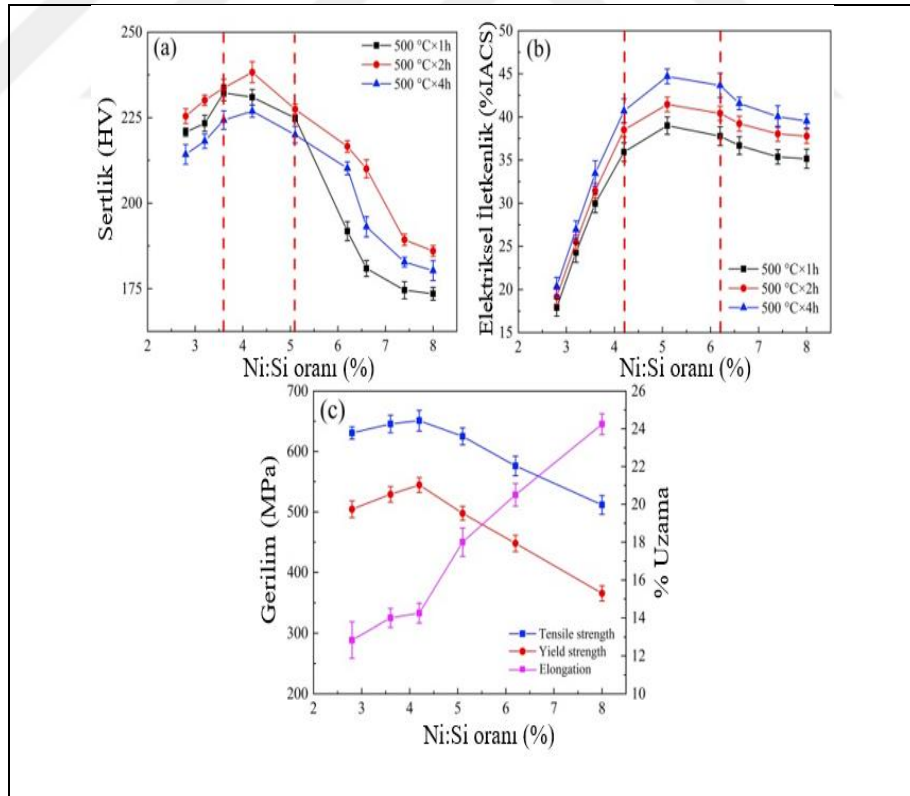 (a)
500 °C×1h
500 °C×2h
500 °C×4h
Sertlik (HV)
250
225
200
175
2 3 4 5 6 7 8
Ni:Si oranı (%)
(b)
500 °C×1h
500 °C×2h
500 °C×4h
Elektriksel İletkenlik (%IACS)
50
45
40
35
30
25
20
15
2 3 4 5 6 7 8
Ni:Si oranı (%)
(c)
Gerilim (MPa)
700
600
500
400
300
200
Tensile strength
Yield strength
Elongation
26
24
22
20
18
16
14
12
10
% Uzama
2 3 4 5 6 7 8
Ni:Si oranı (%)